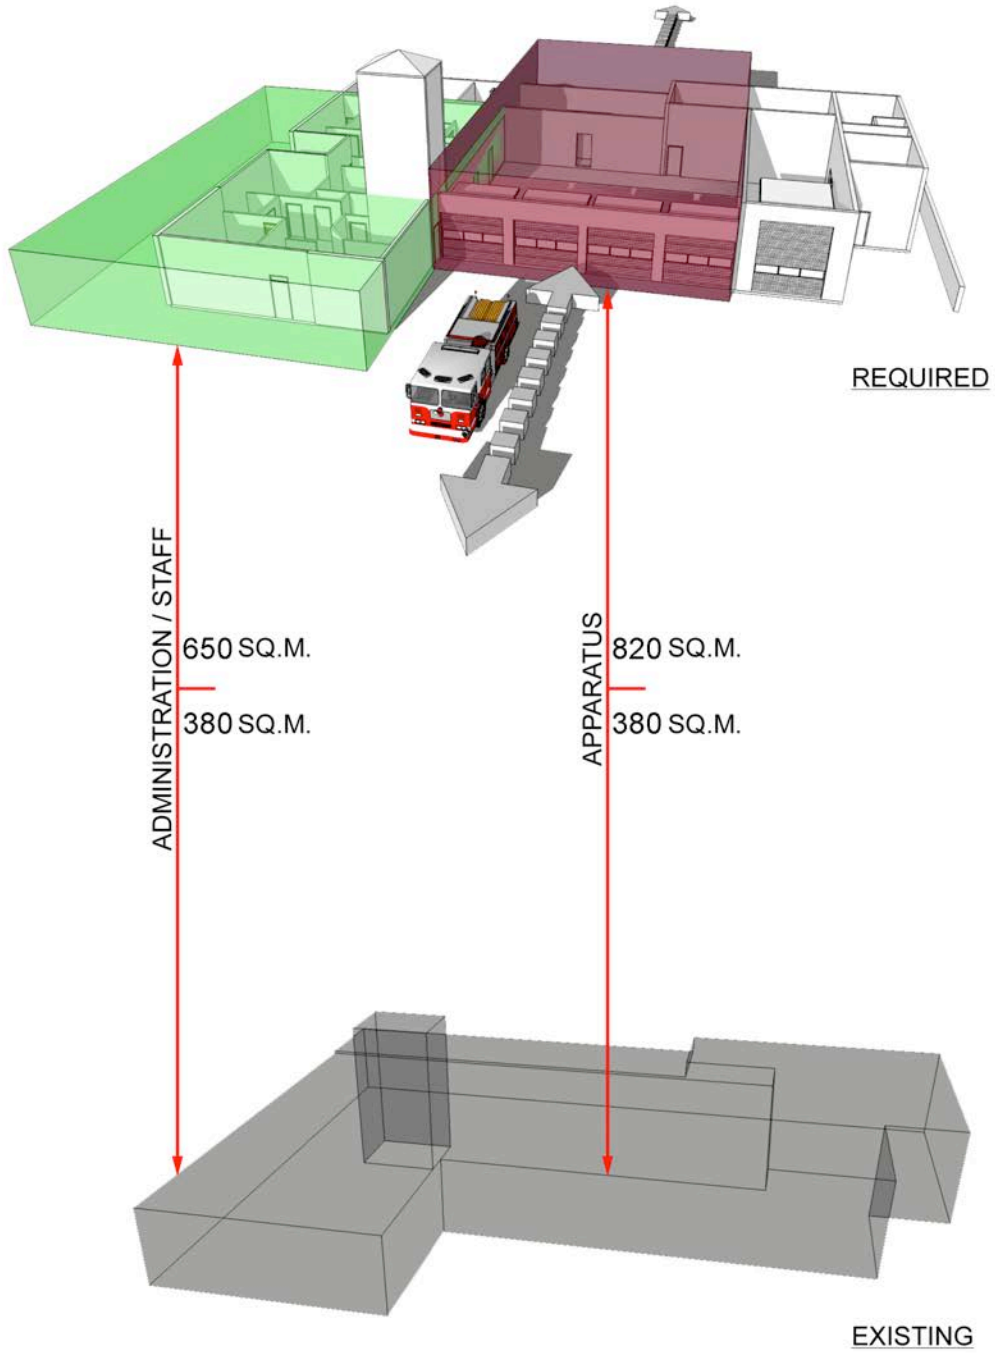 REQUIRED
ADMINISTRATION / STAFF
650 SQ.M.
380 SQ.M.
APPARATUS
820 SQ.M.
380 SQ.M.
EXISTING